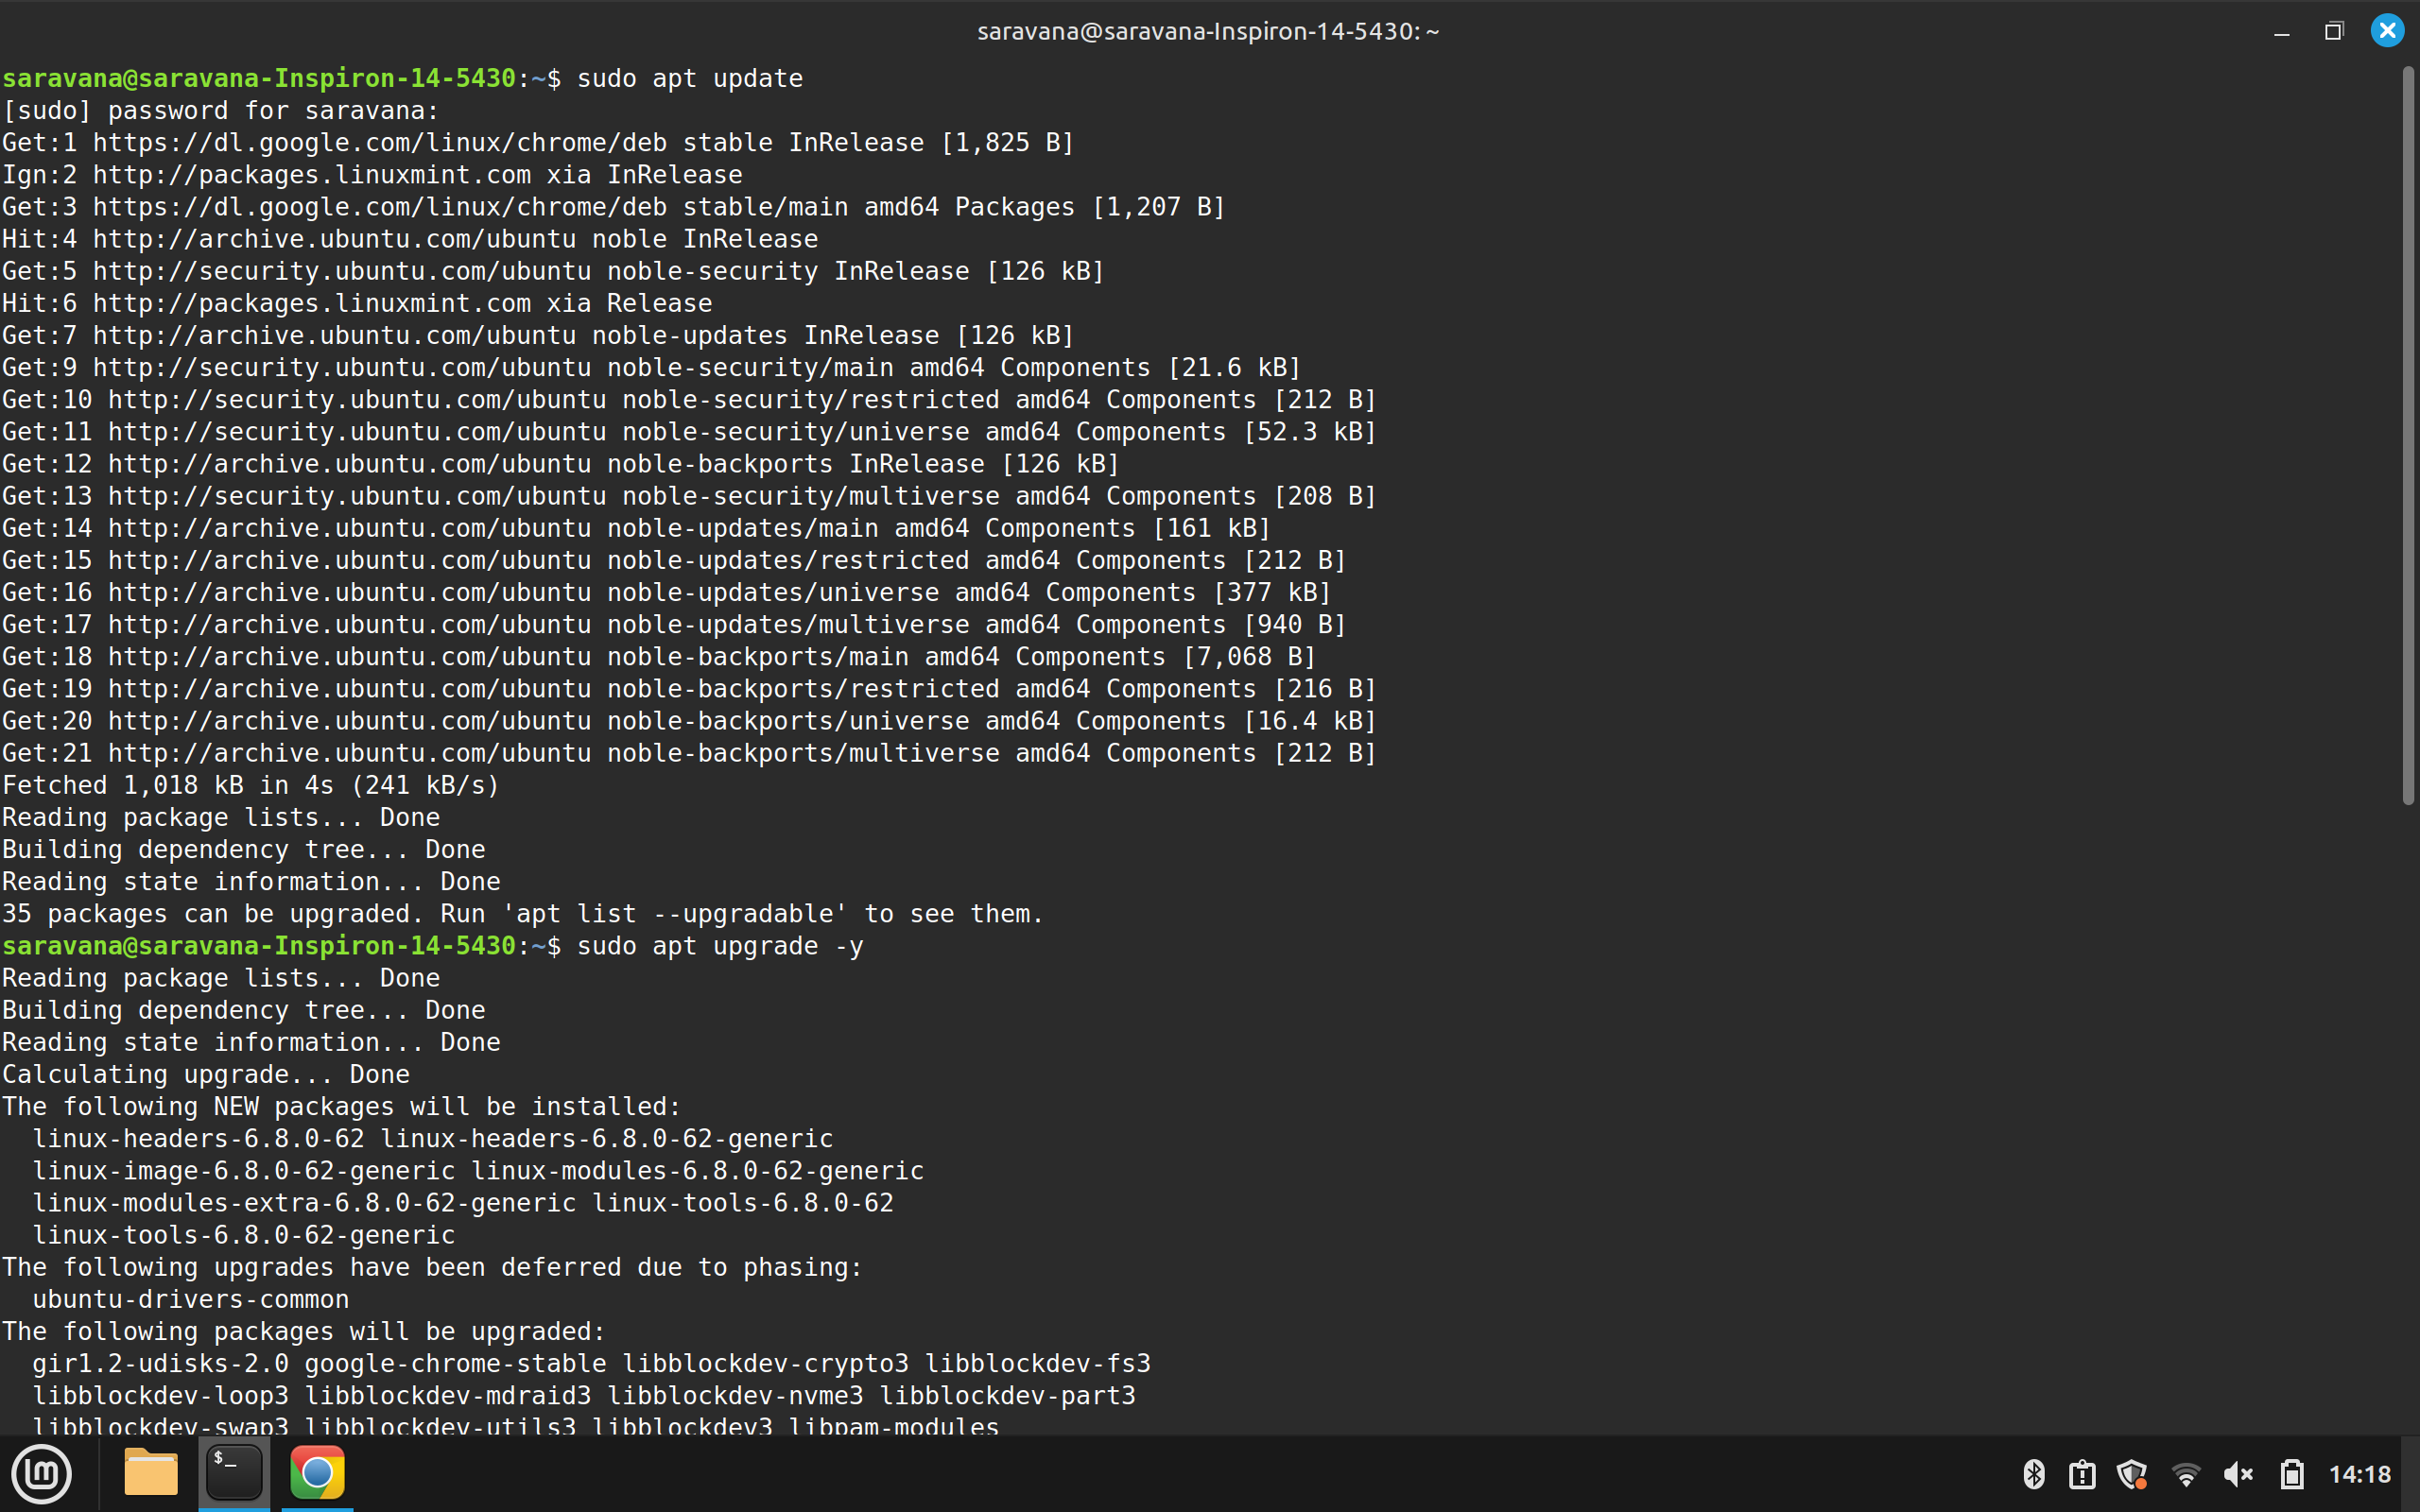 saravana@saravana-Inspiron-14-5430: ~
saravana@saravana-Inspiron-14-5430:~$ sudo apt update
[sudo] password for saravana:
Get:1 https://dl.google.com/linux/chrome/deb stable InRelease [1,825 B]
Ign:2 http://packages.linuxmint.com xia InRelease
Get:3 https://dl.google.com/linux/chrome/deb stable/main amd64 Packages [1,207 B]
Hit:4 http://archive.ubuntu.com/ubuntu noble InRelease
Get:5 http://security.ubuntu.com/ubuntu noble-security InRelease [126 kB]
Hit:6 http://packages.linuxmint.com xia Release
Get:7 http://archive.ubuntu.com/ubuntu noble-updates InRelease [126 kB]
Get:9 http://security.ubuntu.com/ubuntu noble-security/main amd64 Components [21.6 kB]
Get:10 http://security.ubuntu.com/ubuntu noble-security/restricted amd64 Components [212 B]
Get:11 http://security.ubuntu.com/ubuntu noble-security/universe amd64 Components [52.3 kB]
Get:12 http://archive.ubuntu.com/ubuntu noble-backports InRelease [126 kB]
Get:13 http://security.ubuntu.com/ubuntu noble-security/multiverse amd64 Components [208 B]
Get:14 http://archive.ubuntu.com/ubuntu noble-updates/main amd64 Components [161 kB]
Get:15 http://archive.ubuntu.com/ubuntu noble-updates/restricted amd64 Components [212 B]
Get:16 http://archive.ubuntu.com/ubuntu noble-updates/universe amd64 Components [377 kB]
Get:17 http://archive.ubuntu.com/ubuntu noble-updates/multiverse amd64 Components [940 B]
Get:18 http://archive.ubuntu.com/ubuntu noble-backports/main amd64 Components [7,068 B]
Get:19 http://archive.ubuntu.com/ubuntu noble-backports/restricted amd64 Components [216 B]
Get:20 http://archive.ubuntu.com/ubuntu noble-backports/universe amd64 Components [16.4 kB]
Get:21 http://archive.ubuntu.com/ubuntu noble-backports/multiverse amd64 Components [212 B]
Fetched 1,018 kB in 4s (241 kB/s)
Reading package lists... Done
Building dependency tree... Done
Reading state information... Done
35 packages can be upgraded. Run 'apt list --upgradable' to see them.
saravana@saravana-Inspiron-14-5430:~$ sudo apt upgrade -y
Reading package lists... Done
Building dependency tree... Done
Reading state information... Done
Calculating upgrade... Done
The following NEW packages will be installed:
  linux-headers-6.8.0-62 linux-headers-6.8.0-62-generic
  linux-image-6.8.0-62-generic linux-modules-6.8.0-62-generic
  linux-modules-extra-6.8.0-62-generic linux-tools-6.8.0-62
  linux-tools-6.8.0-62-generic
The following upgrades have been deferred due to phasing:
  ubuntu-drivers-common
The following packages will be upgraded:
  gir1.2-udisks-2.0 google-chrome-stable libblockdev-crypto3 libblockdev-fs3
  libblockdev-loop3 libblockdev-mdraid3 libblockdev-nvme3 libblockdev-part3
  libblockdev-swap3 libblockdev-utils3 libblockdev3 libpam-modules
$_
14:18